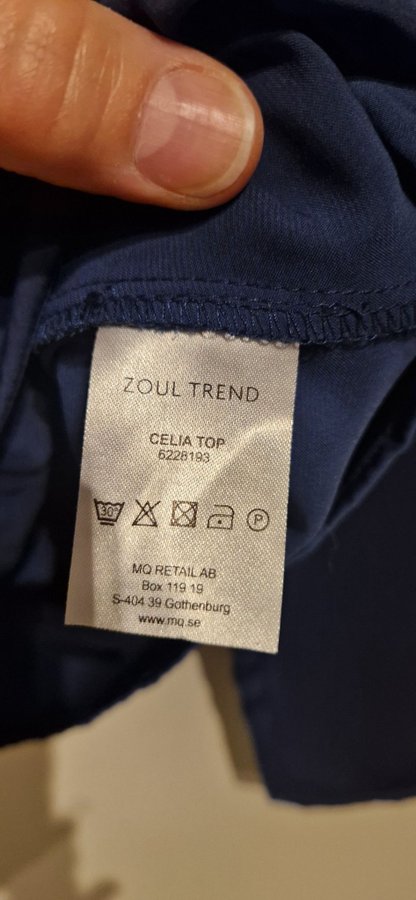 ZOUL TREND
CELIA TOP
6228193
30° P
MQ RETAIL AB
Box 119 19
S-404 39 Gothenburg
www.mq.se